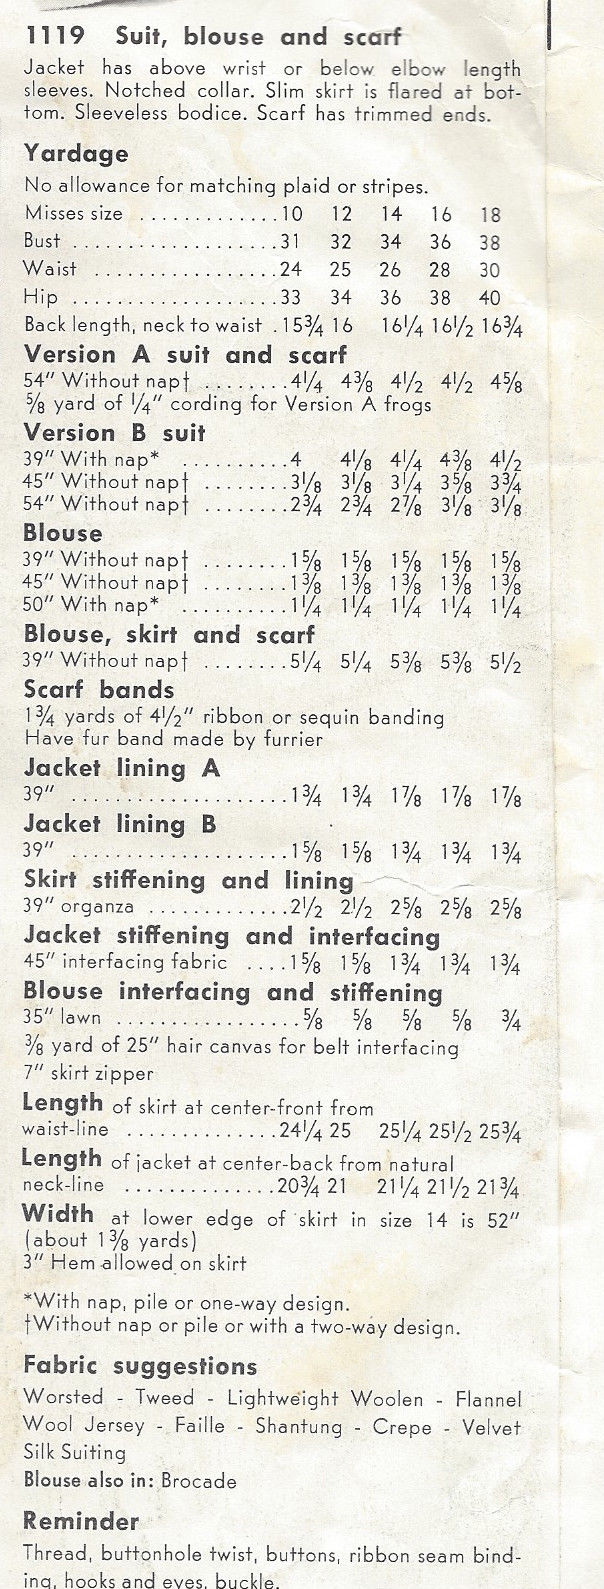 1119 Suit, blouse and scarf
Jacket has above wrist or below elbow length
sleeves. Notched collar. Slim skirt is flared at bot-
tom. Sleeveless bodice. Scarf has trimmed ends.
Yardage
No allowance for matching plaid or stripes.
Misses size .............10 12 14 16 18
Bust ...................31 32 34 36 38
Waist .................24 25 26 28 30
Hip ...................33 34 36 38 40
Back length, neck to waist .15¾ 16 16¼ 16½ 16¾
Version A suit and scarf
54″ Without nap† ........4¼ 4⅜ 4½ 4½ 4⅝
⅝ yard of ¼″ cording for Version A frogs
Version B suit
39″ With nap* ..........4 4⅛ 4¼ 4⅜ 4½
45″ Without nap† ........3⅛ 3⅛ 3¼ 3⅝ 3¾
54″ Without nap† ........2¾ 2¾ 2⅞ 3⅛ 3⅛
Blouse
39″ Without nap† ........1⅝ 1⅝ 1⅝ 1⅝ 1⅝
45″ Without nap† ........1⅜ 1⅜ 1⅜ 1⅜ 1⅜
50″ With nap* ..........1¼ 1¼ 1¼ 1¼ 1¼
Blouse, skirt and scarf
39″ Without nap† ........5¼ 5¼ 5⅜ 5⅜ 5½
Scarf bands
1¾ yards of 4½″ ribbon or sequin banding
Have fur band made by furrier
Jacket lining A
39″ .....................1¾ 1¾ 1⅞ 1⅞ 1⅞
Jacket lining B
39″ .....................1⅝ 1⅝ 1¾ 1¾ 1¾
Skirt stiffening and lining
39″ organza .............2½ 2½ 2⅝ 2⅝ 2⅝
Jacket stiffening and interfacing
45″ interfacing fabric ....1⅝ 1⅝ 1¾ 1¾ 1¾
Blouse interfacing and stiffening
35″ lawn .................⅝ ⅝ ⅝ ⅝ ¾
⅜ yard of 25″ hair canvas for belt interfacing
7″ skirt zipper
Length of skirt at center-front from
waist-line ..............24¼ 25 25¼ 25½ 25¾
Length of jacket at center-back from natural
neck-line ..............20¾ 21 21¼ 21½ 21¾
Width at lower edge of skirt in size 14 is 52″
(about 1⅜ yards)
3″ Hem allowed on skirt
*With nap, pile or one-way design.
†Without nap or pile or with a two-way design.
Fabric suggestions
Worsted - Tweed - Lightweight Woolen - Flannel
Wool Jersey - Faille - Shantung - Crepe - Velvet
Silk Suiting
Blouse also in: Brocade
Reminder
Thread, buttonhole twist, buttons, ribbon seam bind-
ing, hooks and eyes, buckle.